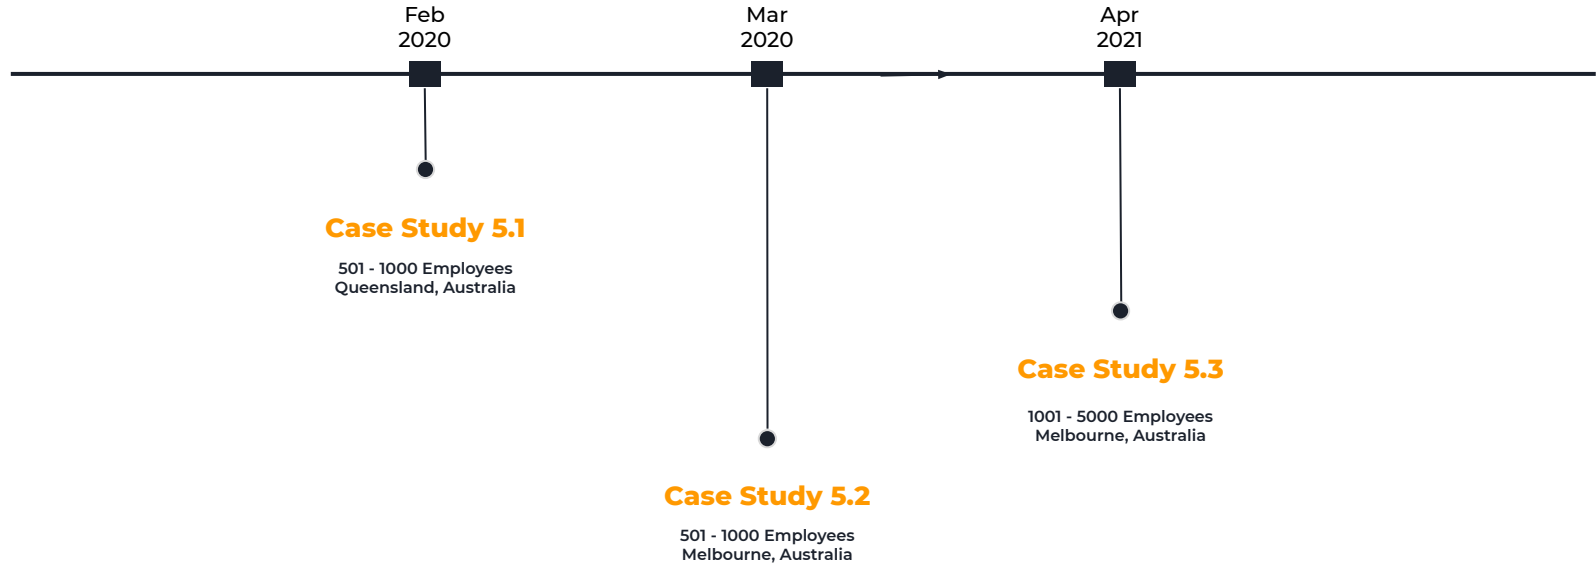 Feb
2020
Mar
2020
Apr
2021
Case Study 5.1
501 - 1000 Employees
Queensland, Australia
Case Study 5.3
1001 - 5000 Employees
Melbourne, Australia
Case Study 5.2
501 - 1000 Employees
Melbourne, Australia